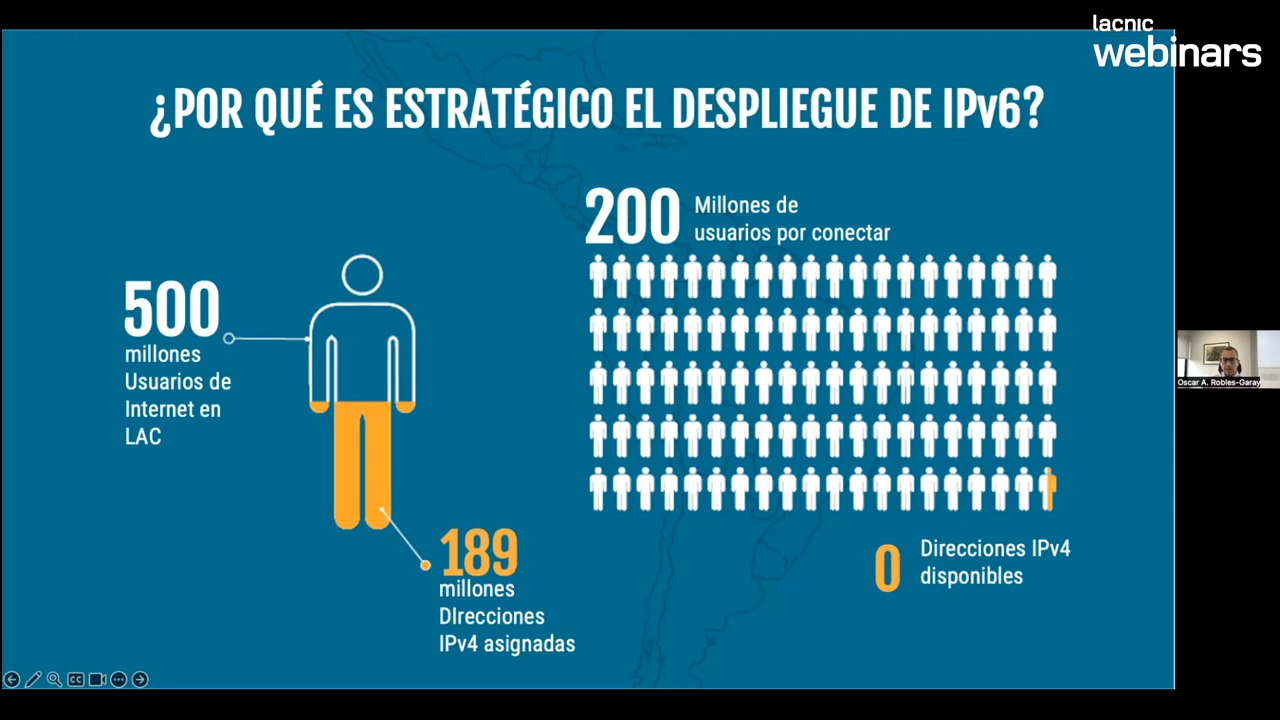 lacnic
webinars
¿POR QUÉ ES ESTRATÉGICO EL DESPLIEGUE DE IPv6?
200
Millones de
usuarios por conectar
500
millones
Usuarios de
Internet en
LAC
189
millones
DIrecciones
IPv4 asignadas
0
Direcciones IPv4
disponibles
Oscar A. Robles-Garay
CC